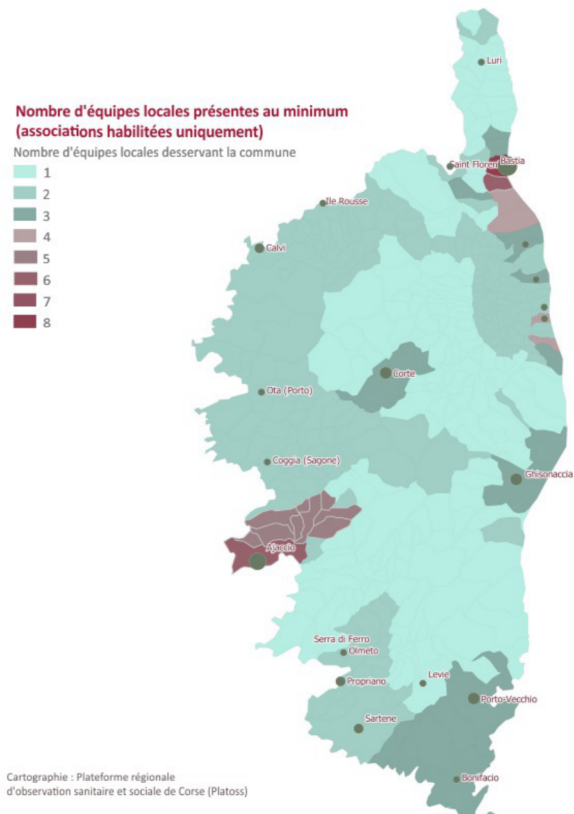 Luri
Nombre d'équipes locales présentes au minimum
(associations habilitées uniquement)
Nombre d'équipes locales desservant la commune
1
2
3
4
5
6
7
8
Saint Floren
Bastia
Ile Rousse
Calvi
Corte
Ota (Porto)
Coggia (Sagone)
Ghisonaccia
Ajaccio
Serra di Ferro
Olmeto
Propriano
Levie
Porto-Vecchio
Sartene
Bonifacio
Cartographie : Plateforme régionale
d'observation sanitaire et sociale de Corse (Platoss)